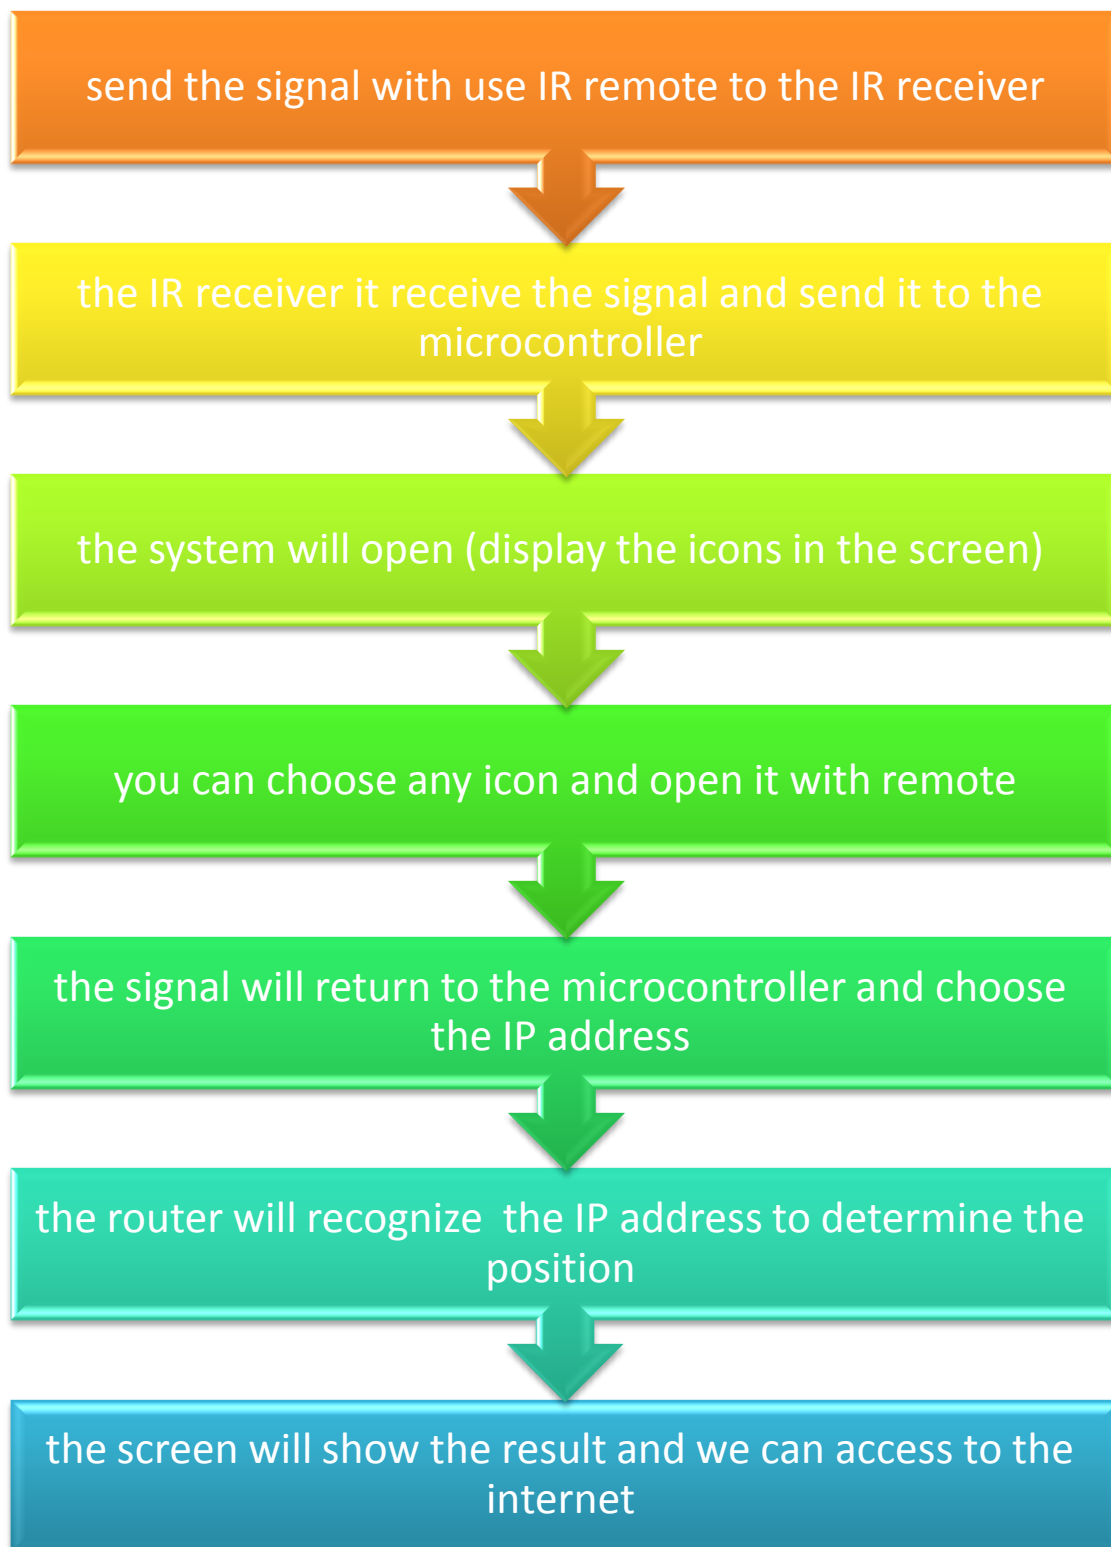 send the signal with use IR remote to the IR receiver
the IR receiver it receive the signal and send it to the
microcontroller
the system will open (display the icons in the screen)
you can choose any icon and open it with remote
the signal will return to the microcontroller and choose
the IP address
the router will recognize  the IP address to determine the
position
the screen will show the result and we can access to the
internet